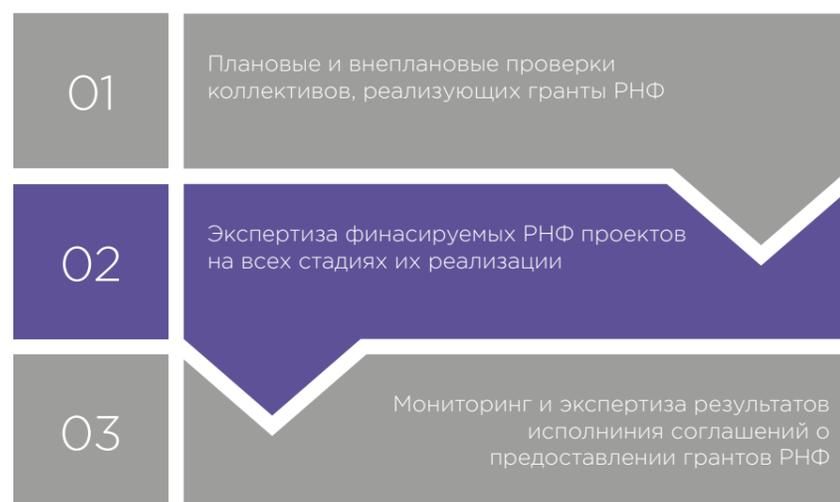 01
Плановые и внеплановые проверки
коллективов, реализующих гранты РНФ
02
Экспертиза финасируемых РНФ проектов
на всех стадиях их реализации
03
Мониторинг и экспертиза результатов
исполниния соглашений о
предоставлении грантов РНФ